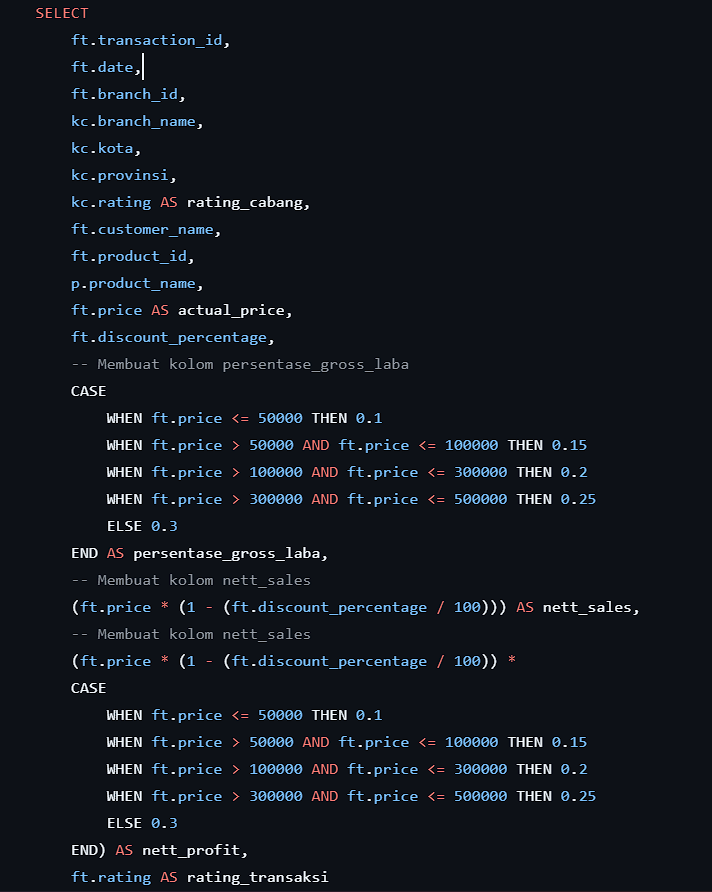 SELECT
ft.transaction_id,
ft.date,
ft.branch_id,
kc.branch_name,
kc.kota,
kc.provinsi,
kc.rating AS rating_cabang,
ft.customer_name,
ft.product_id,
p.product_name,
ft.price AS actual_price,
ft.discount_percentage,
-- Membuat kolom persentase_gross_laba
CASE
WHEN ft.price <= 50000 THEN 0.1
WHEN ft.price > 50000 AND ft.price <= 100000 THEN 0.15
WHEN ft.price > 100000 AND ft.price <= 300000 THEN 0.2
WHEN ft.price > 300000 AND ft.price <= 500000 THEN 0.25
ELSE 0.3
END AS persentase_gross_laba,
-- Membuat kolom nett_sales
(ft.price * (1 - (ft.discount_percentage / 100))) AS nett_sales,
-- Membuat kolom nett_sales
(ft.price * (1 - (ft.discount_percentage / 100)) *
CASE
WHEN ft.price <= 50000 THEN 0.1
WHEN ft.price > 50000 AND ft.price <= 100000 THEN 0.15
WHEN ft.price > 100000 AND ft.price <= 300000 THEN 0.2
WHEN ft.price > 300000 AND ft.price <= 500000 THEN 0.25
ELSE 0.3
END) AS nett_profit,
ft.rating AS rating_transaksi